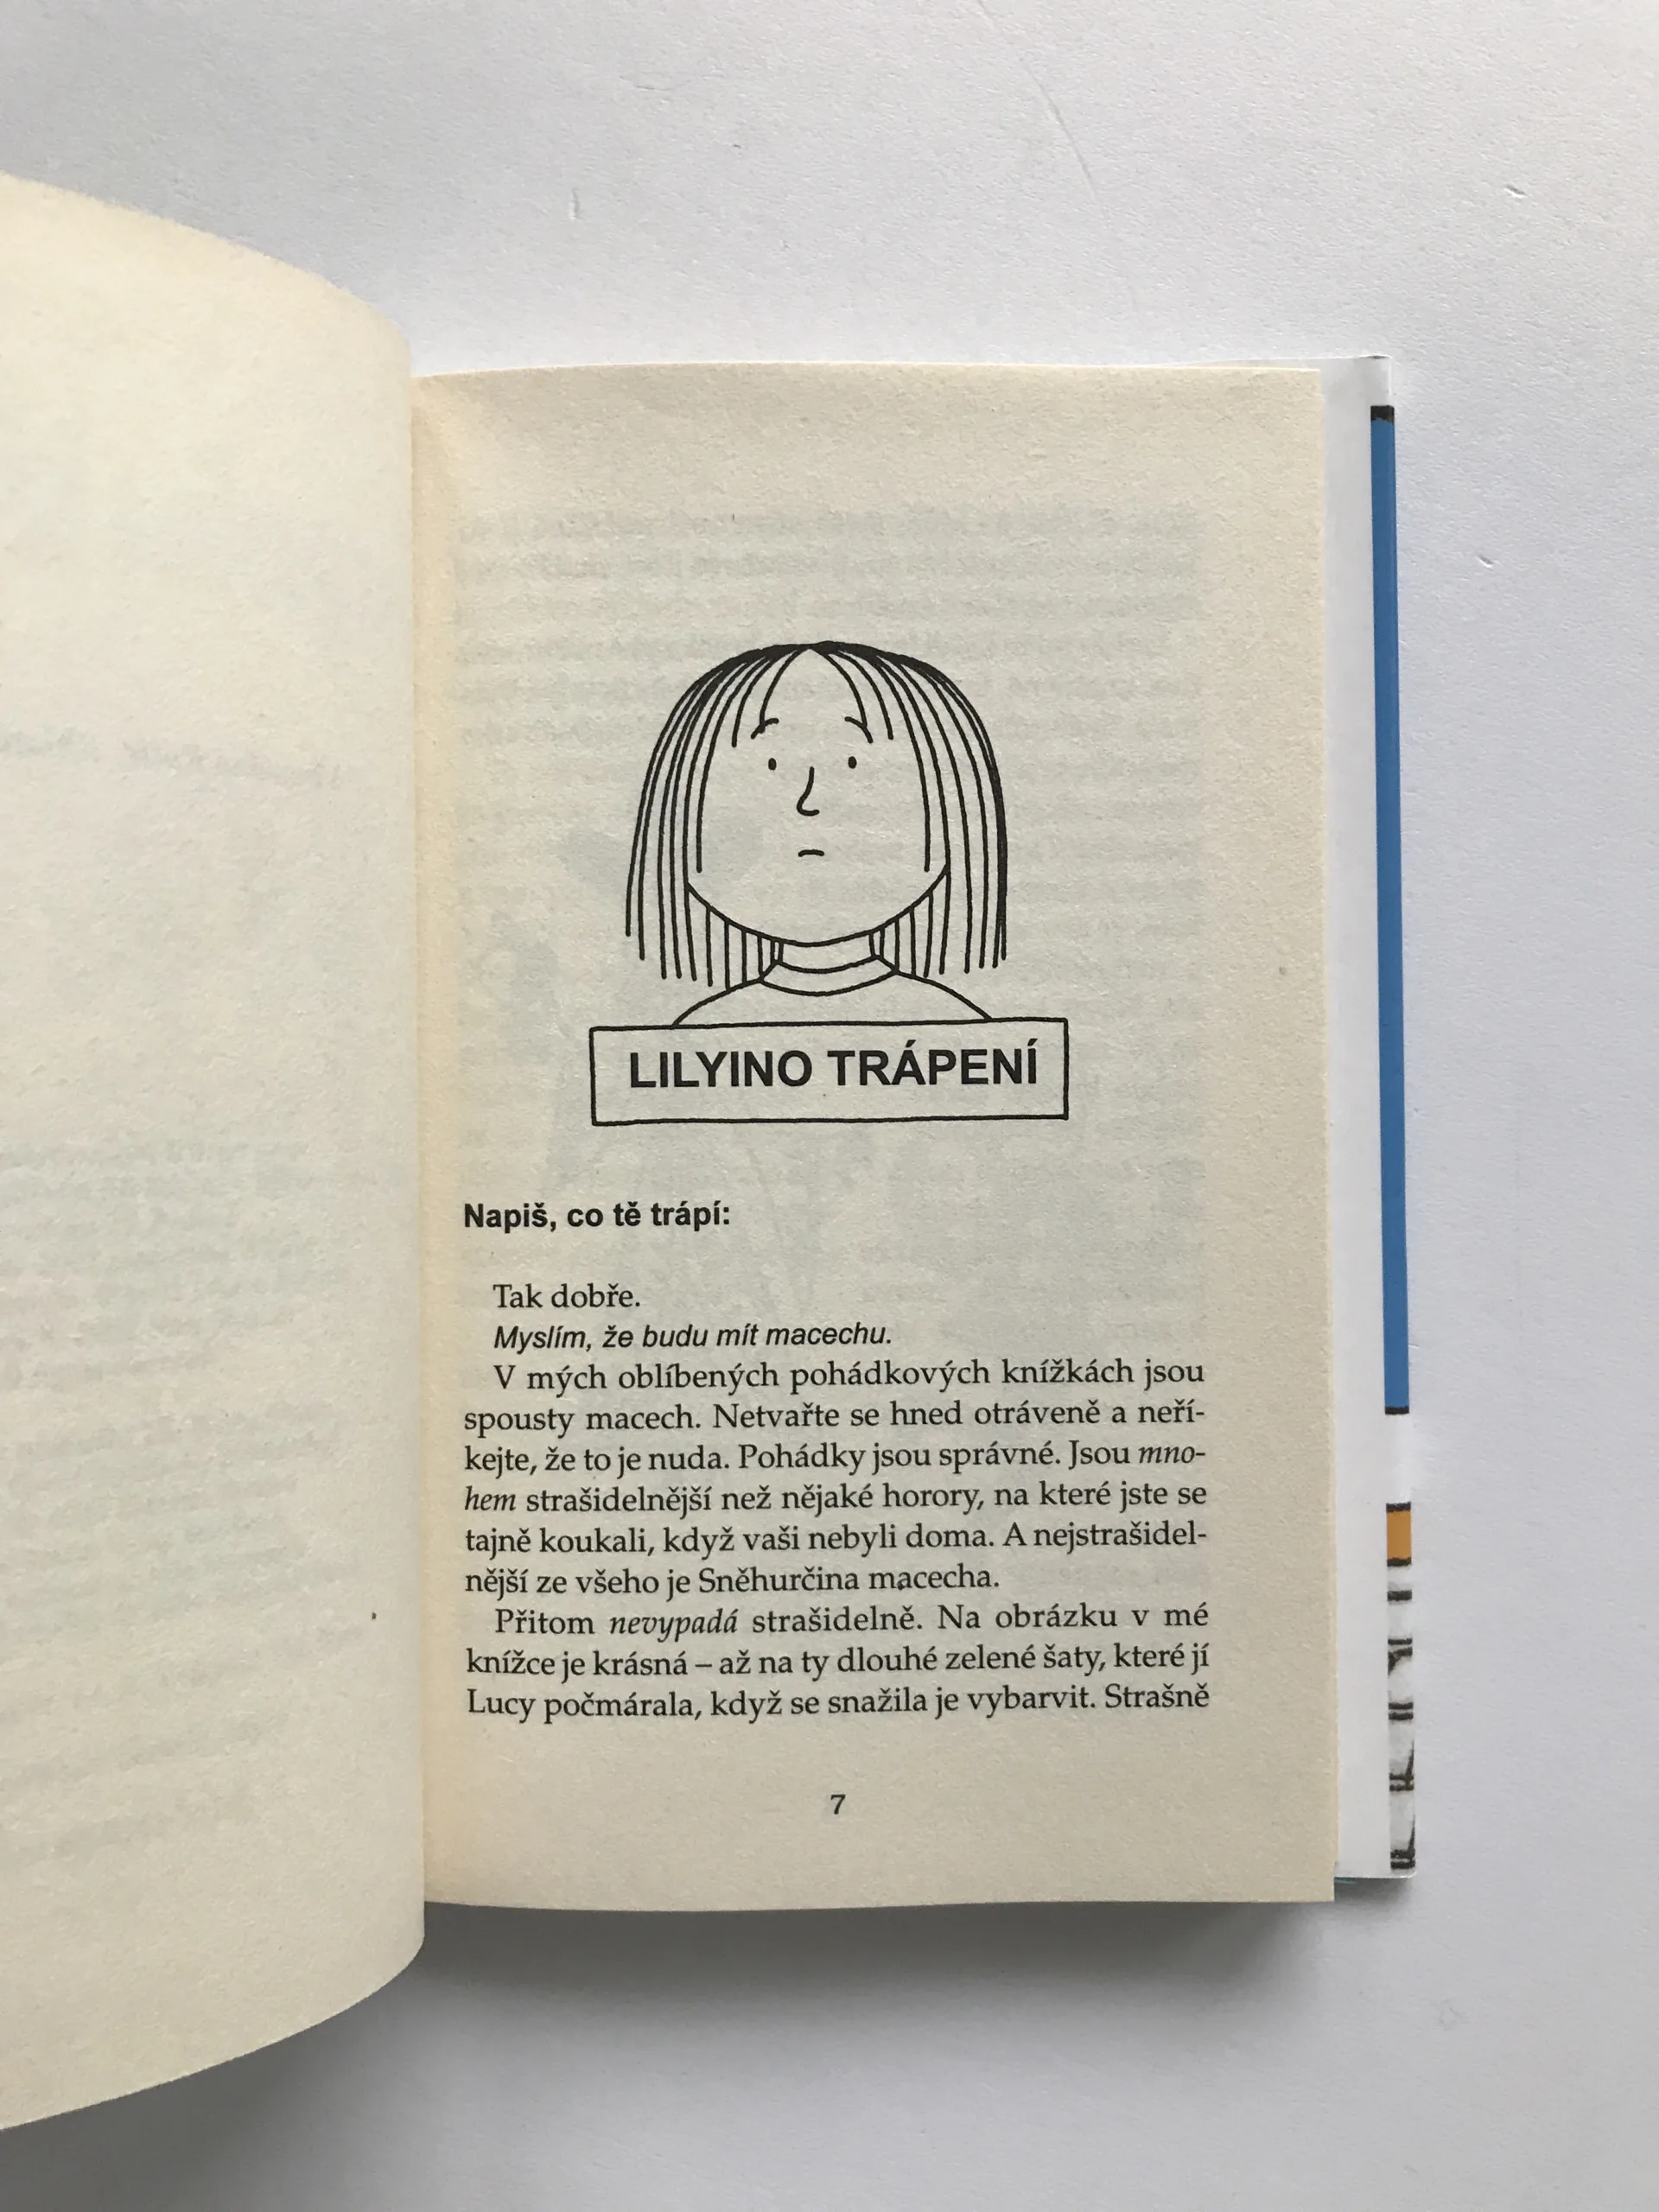 LILYINO TRÁPENÍ
Napiš, co tě trápí:
Tak dobře.
Myslím, že budu mít macechu.
V mých oblíbených pohádkových knížkách jsou
spousty macech. Netvařte se hned otráveně a neří-
kejte, že to je nuda. Pohádky jsou správné. Jsou mno-
hem strašidelnější než nějaké horory, na které jste se
tajně koukali, když vaši nebyli doma. A nejstrašidel-
nější ze všeho je Sněhurčina macecha.
Přitom nevypadá strašidelně. Na obrázku v mé
knížce je krásná – až na ty dlouhé zelené šaty, které jí
Lucy počmárala, když se snažila je vybarvit. Strašně
7